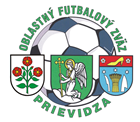 OBLASTNÝ FUTBALOVÝ ZVÄZ
PRIEVIDZA